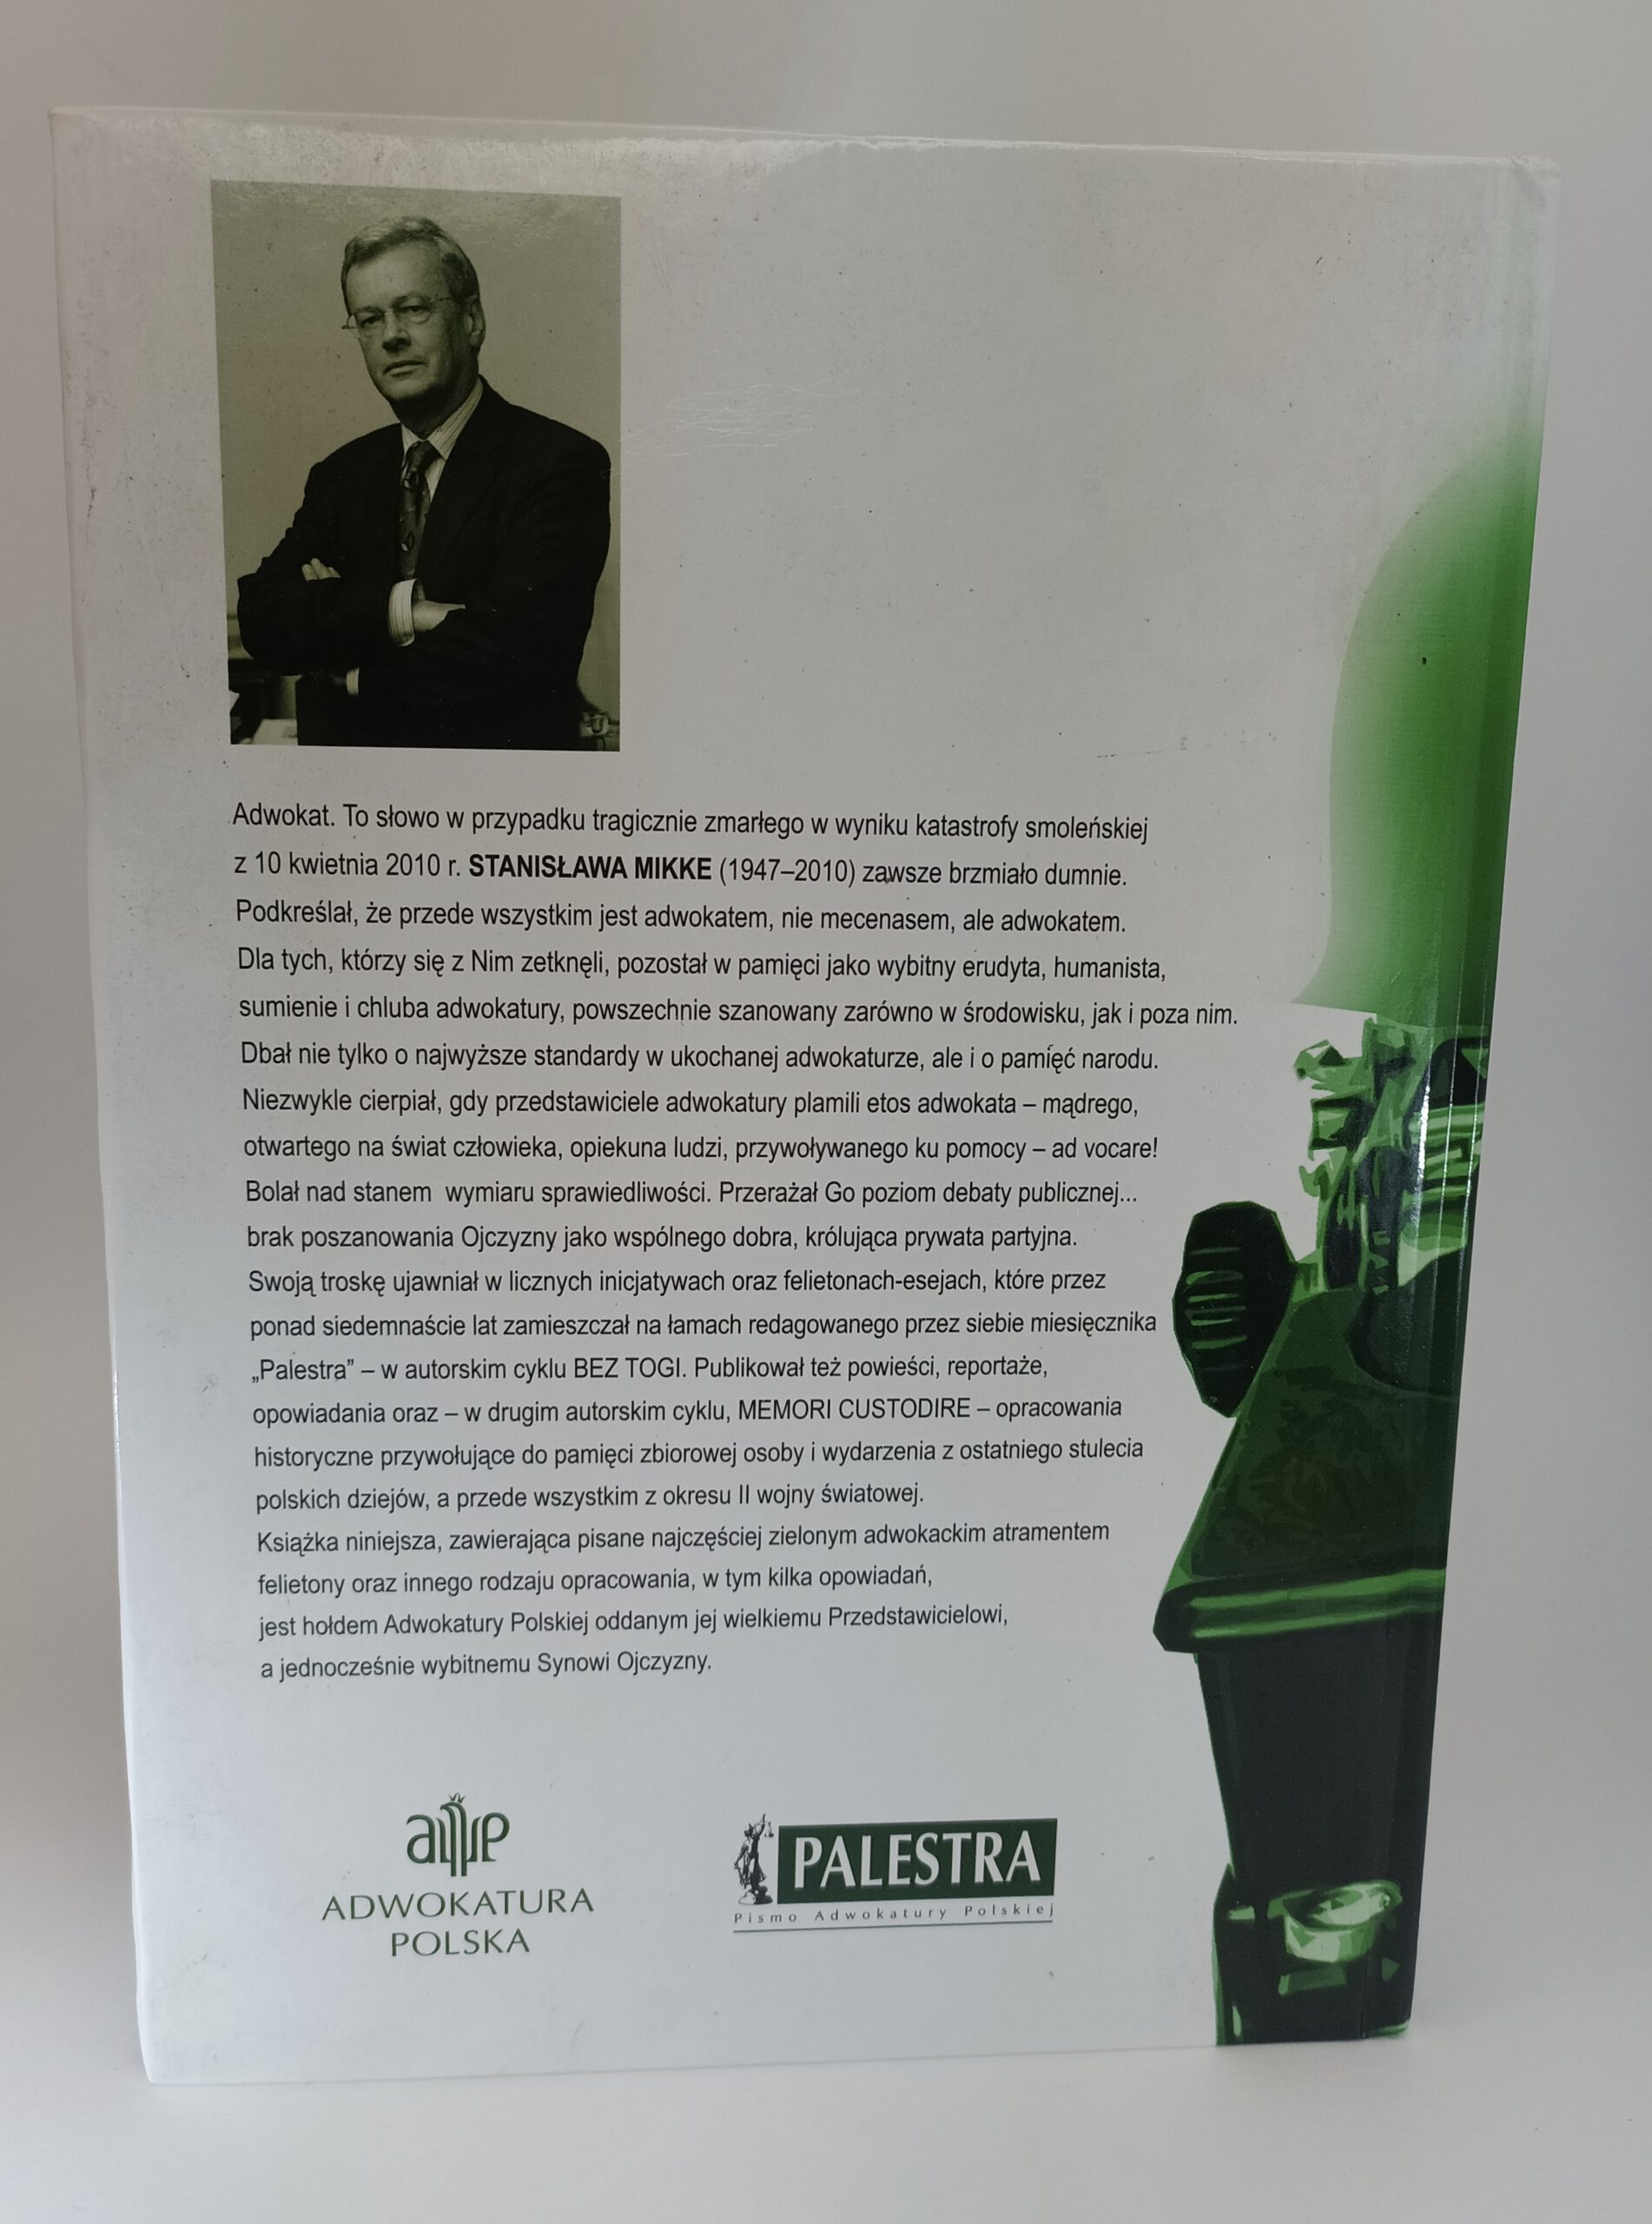 Adwokat. To słowo w przypadku tragicznie zmarłego w wyniku katastrofy smoleńskiej
z 10 kwietnia 2010 r. STANISŁAWA MIKKE (1947–2010) zawsze brzmiało dumnie.
Podkreślał, że przede wszystkim jest adwokatem, nie mecenasem, ale adwokatem.
Dla tych, którzy się z Nim zetknęli, pozostał w pamięci jako wybitny erudyta, humanista,
sumienie i chluba adwokatury, powszechnie szanowany zarówno w środowisku, jak i poza nim.
Dbał nie tylko o najwyższe standardy w ukochanej adwokaturze, ale i o pamięć narodu.
Niezwykle cierpiał, gdy przedstawiciele adwokatury plamili etos adwokata – mądrego,
otwartego na świat człowieka, opiekuna ludzi, przywoływanego ku pomocy – ad vocare!
Bolał nad stanem wymiaru sprawiedliwości. Przerażał Go poziom debaty publicznej...
brak poszanowania Ojczyzny jako wspólnego dobra, królująca prywata partyjna.
Swoją troskę ujawniał w licznych inicjatywach oraz felietonach-esejach, które przez
ponad siedemnaście lat zamieszczał na łamach redagowanego przez siebie miesięcznika
„Palestra” – w autorskim cyklu BEZ TOGI. Publikował też powieści, reportaże,
opowiadania oraz – w drugim autorskim cyklu, MEMORI CUSTODIRE – opracowania
historyczne przywołujące do pamięci zbiorowej osoby i wydarzenia z ostatniego stulecia
polskich dziejów, a przede wszystkim z okresu II wojny światowej.
Książka niniejsza, zawierająca pisane najczęściej zielonym adwokackim atramentem
felietony oraz innego rodzaju opracowania, w tym kilka opowiadań,
jest hołdem Adwokatury Polskiej oddanym jej wielkiemu Przedstawicielowi,
a jednocześnie wybitnemu Synowi Ojczyzny.
ADWOKATURA
POLSKA
PALESTRA
Pismo Adwokatury Polskiej